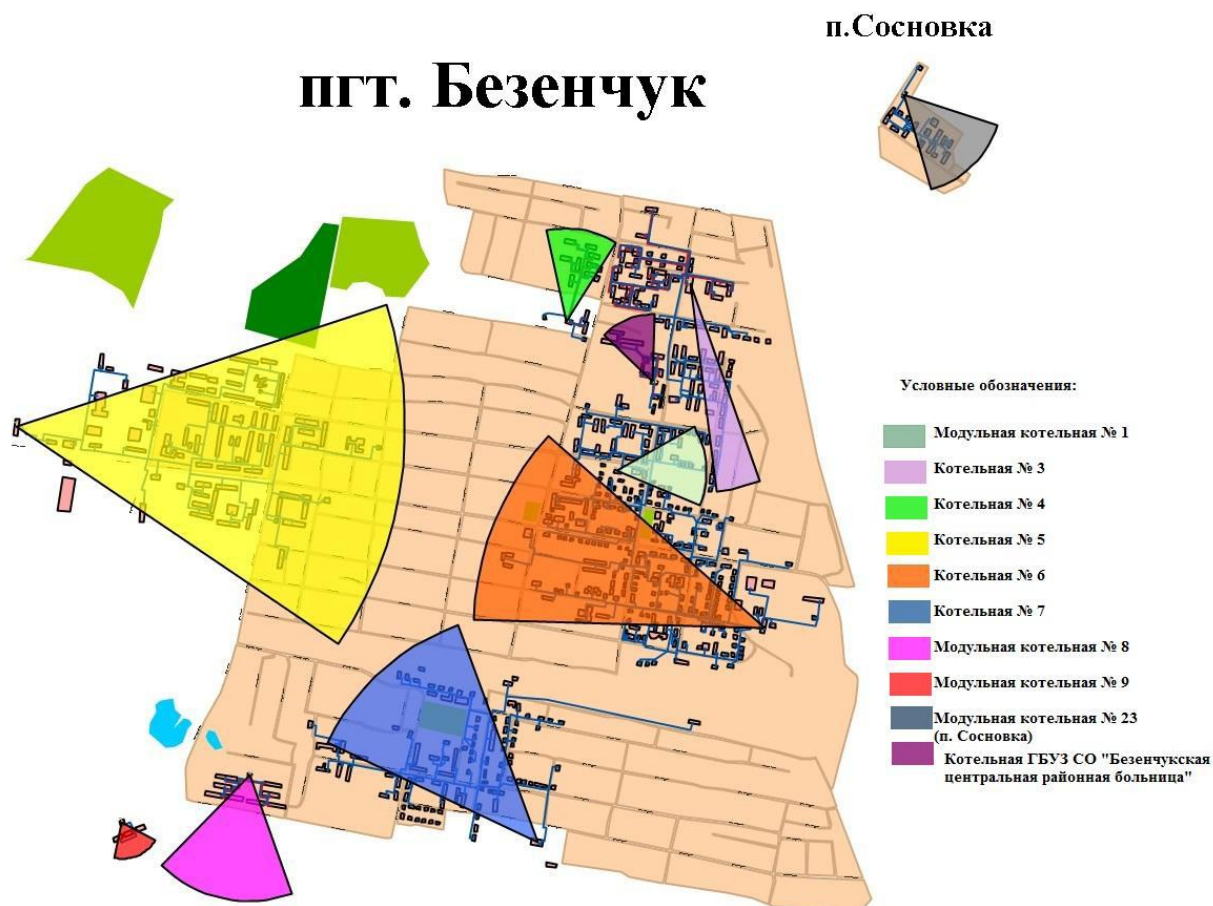 п.Сосновка
пгт. Безенчук
Условные обозначения:
Модульная котельная № 1
Котельная № 3
Котельная № 4
Котельная № 5
Котельная № 6
Котельная № 7
Модульная котельная № 8
Модульная котельная № 9
Модульная котельная № 23
(п. Сосновка)
Котельная ГБУЗ СО "Безенчукская
центральная районная больница"